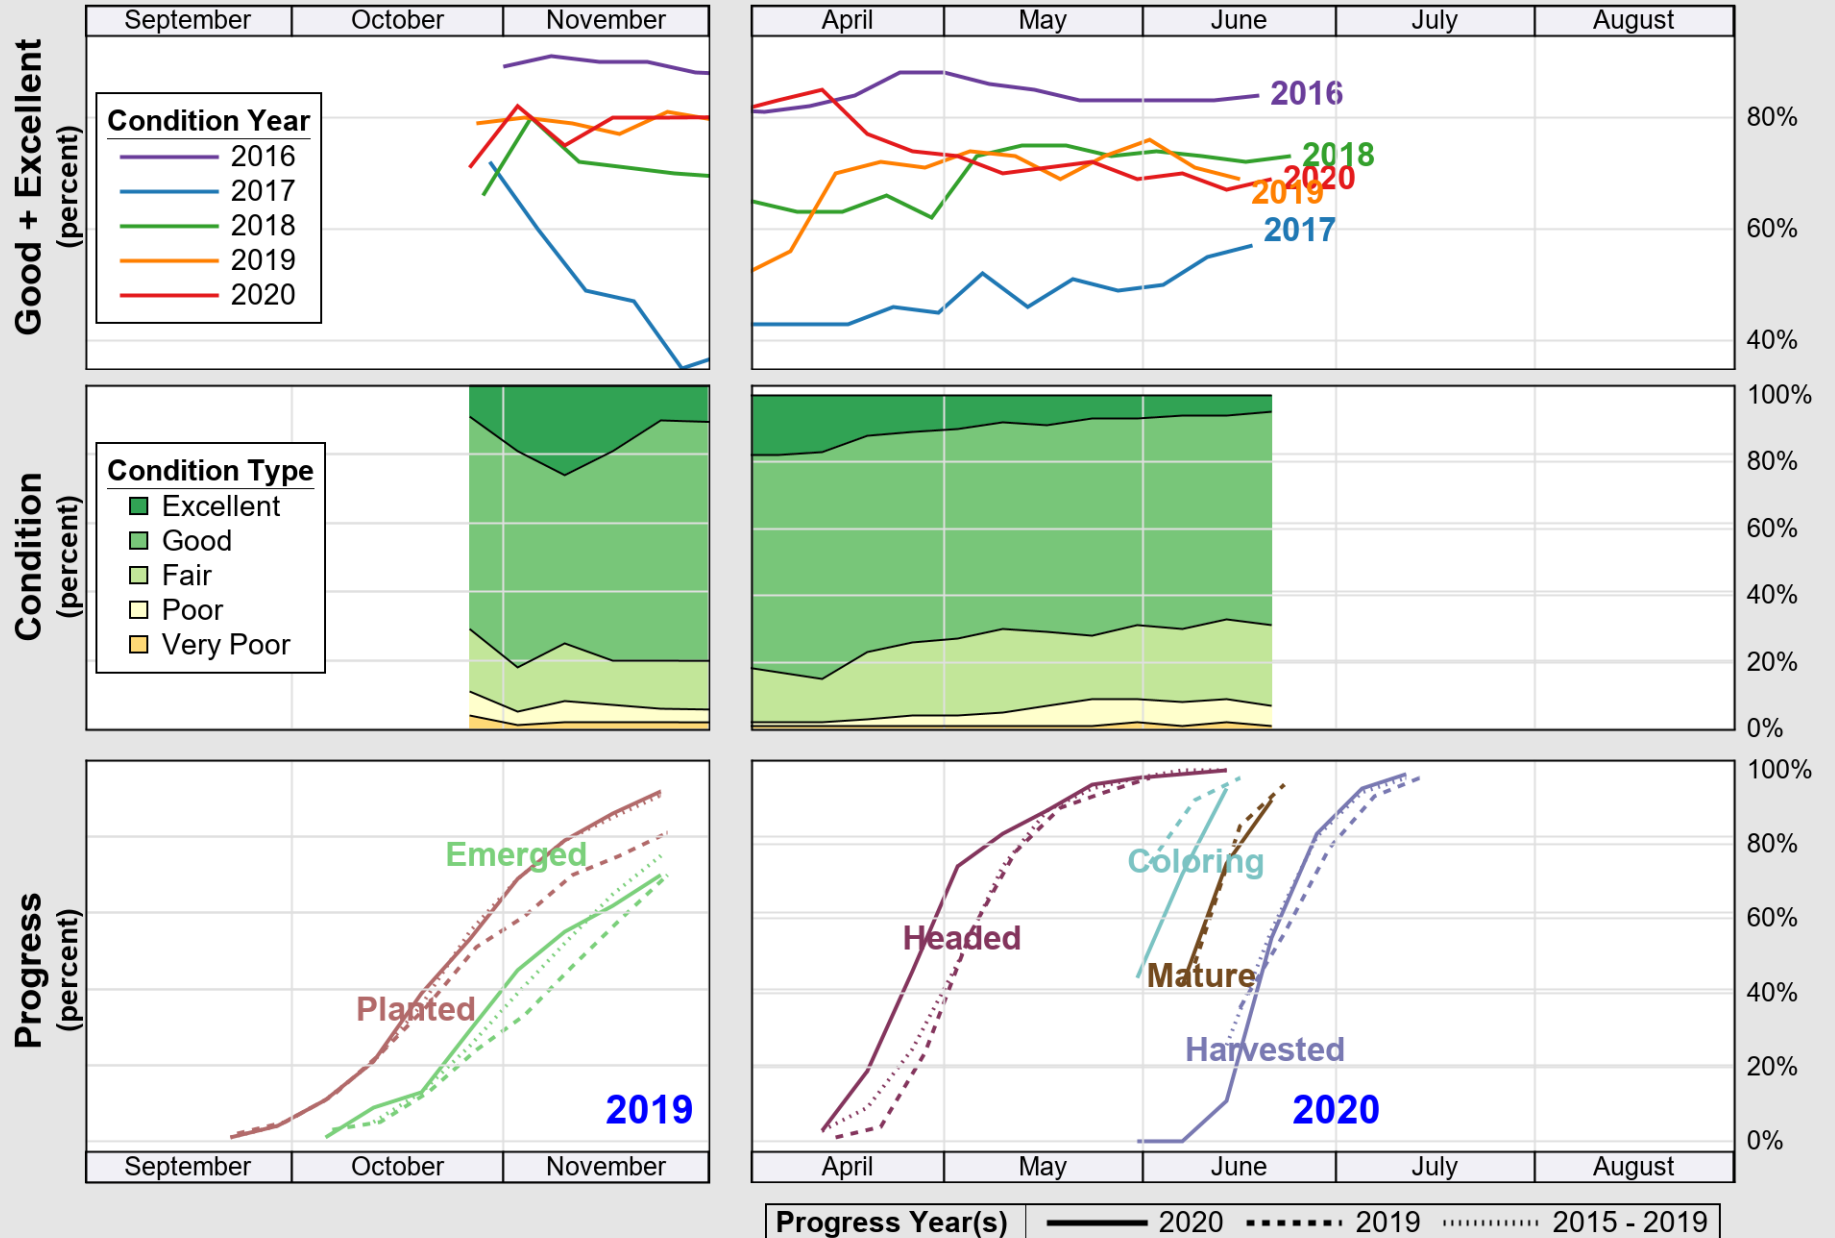 September October November April May June July August
Good + Excellent
(percent)
Condition Year
2016
2017
2018
2019
2020
2016
2018
2020
2019
2017
80%
60%
40%
Condition
(percent)
Condition Type
Excellent
Good
Fair
Poor
Very Poor
100%
80%
60%
40%
20%
0%
Progress
(percent)
Emerged
Planted
2019
Coloring
Headed
Mature
Harvested
2020
100%
80%
60%
40%
20%
0%
September October November April May June July August
Progress Year(s) 2020 2019 2015 - 2019